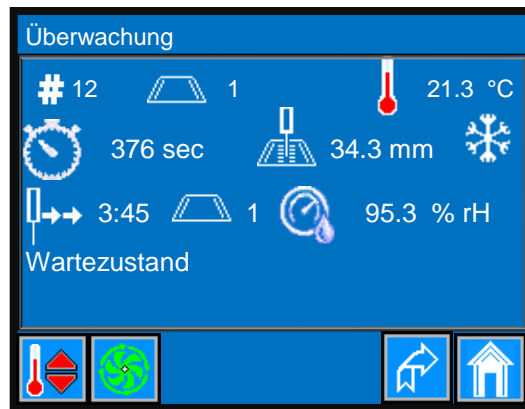 Überwachung
# 12 1 21.3 °C
376 sec 34.3 mm
3:45 1 95.3 % rH
Wartezustand